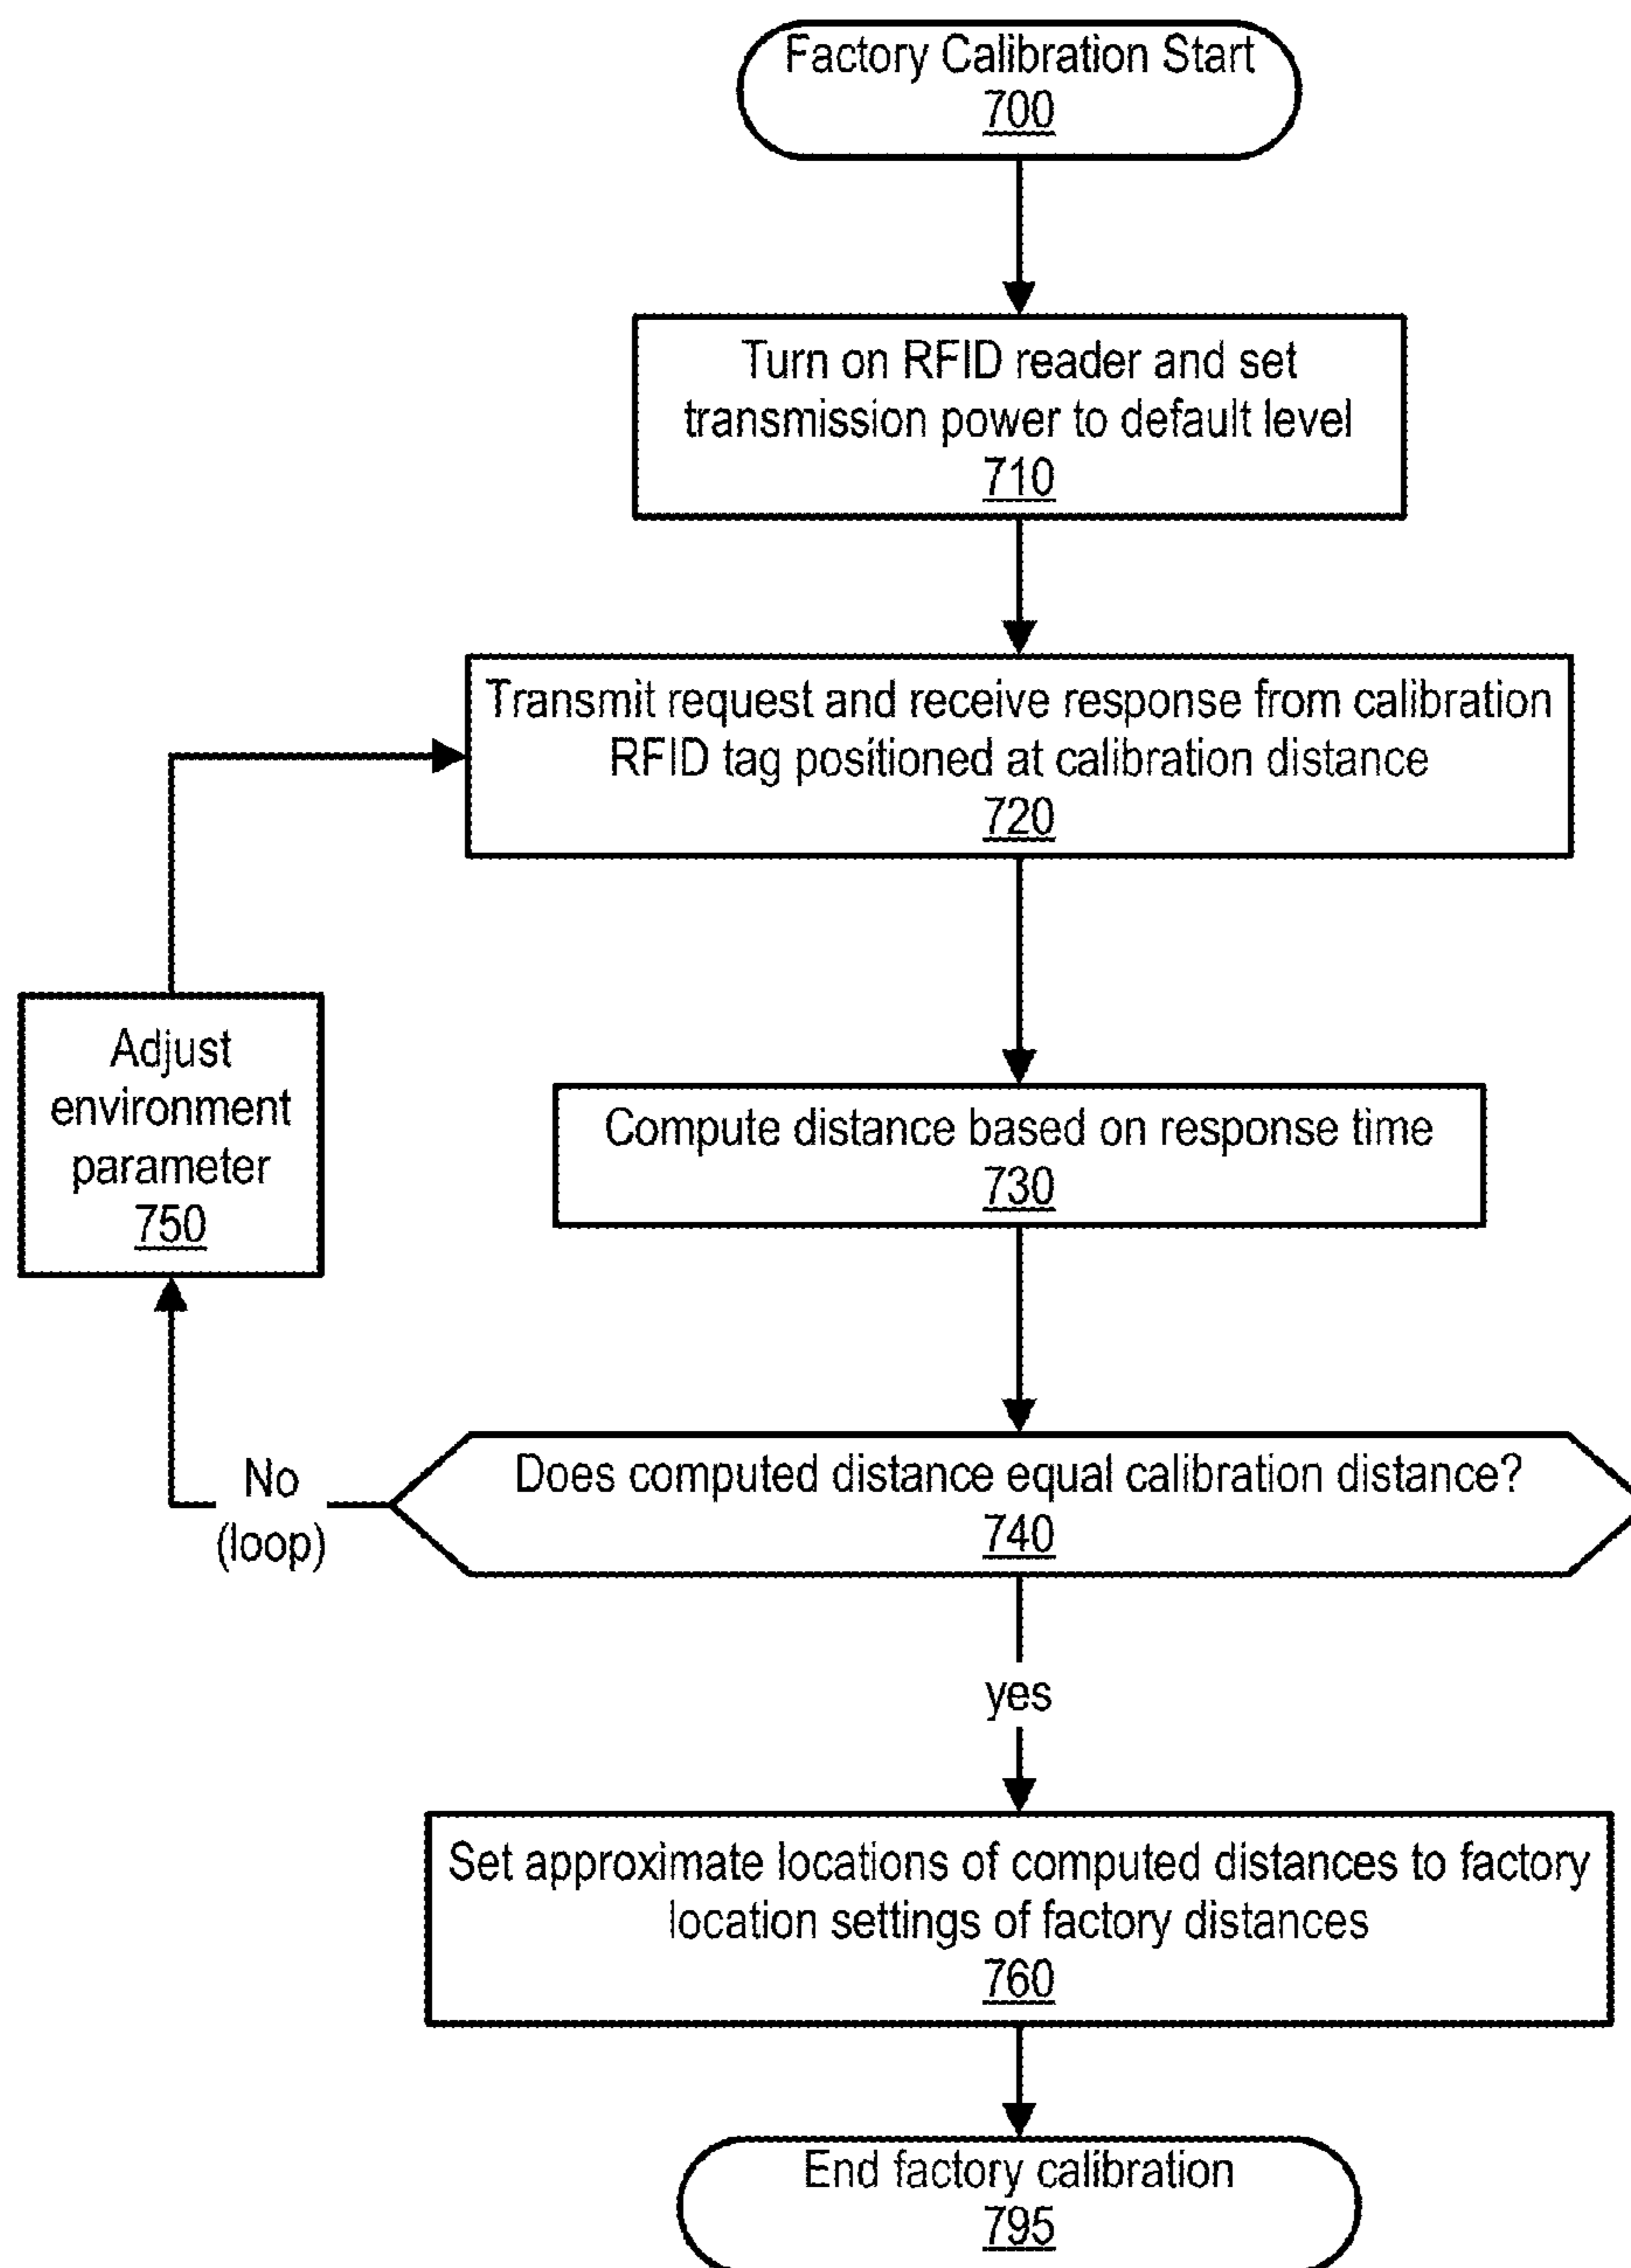 Factory Calibration Start
700
Turn on RFID reader and set
transmission power to default level
710
Transmit request and receive response from calibration
RFID tag positioned at calibration distance
720
Adjust
environment
parameter
750
Compute distance based on response time
730
No
(loop)
Does computed distance equal calibration distance?
740
yes
Set approximate locations of computed distances to factory
location settings of factory distances
760
End factory calibration
795